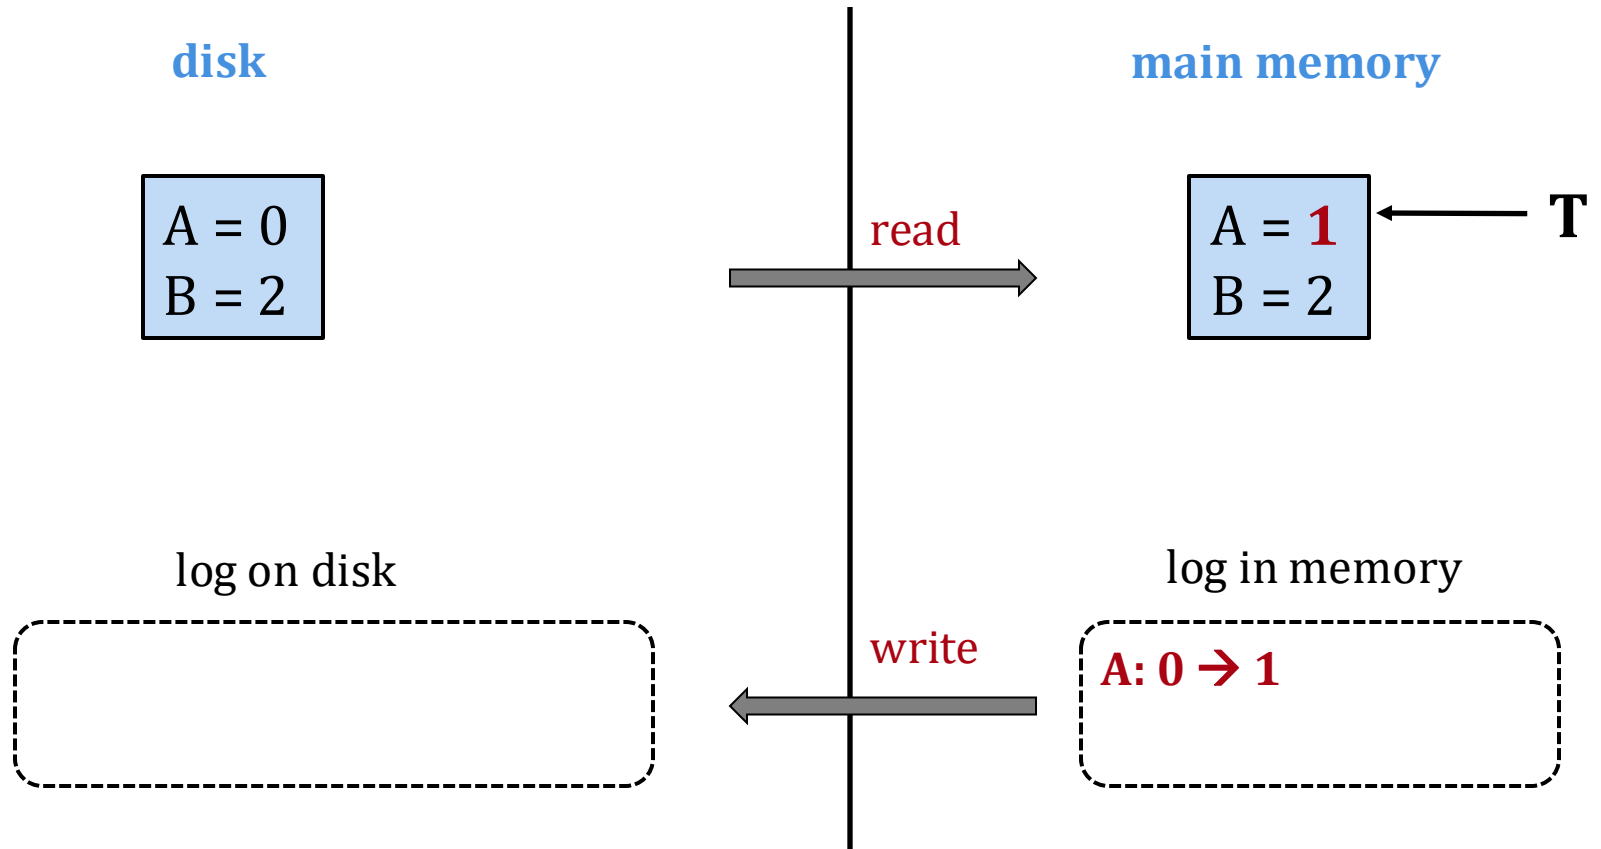 disk
main memory
A = 0
B = 2
read
A = 1
B = 2
T
log on disk
log in memory
write
A: 0 → 1